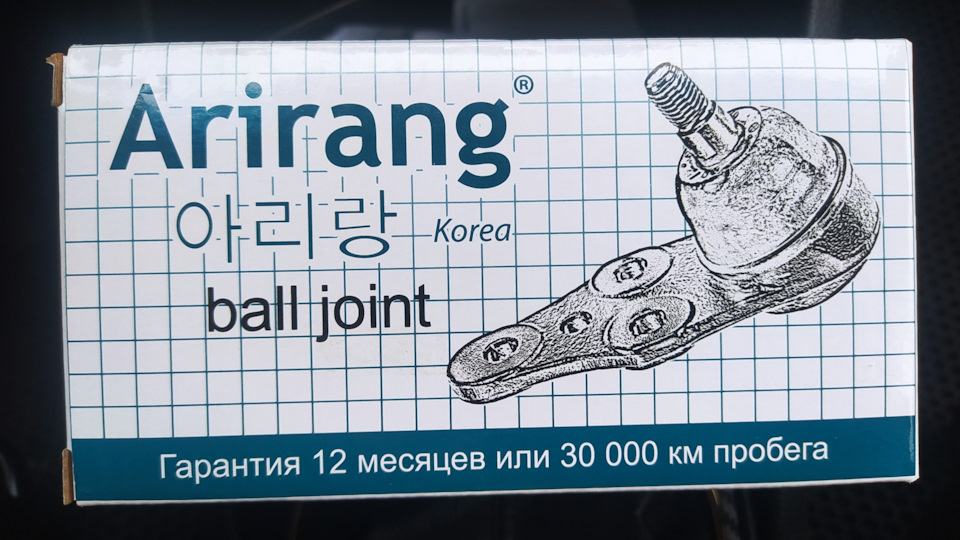 Arirang®
아리랑 Korea
ball joint
Гарантия 12 месяцев или 30 000 км пробега